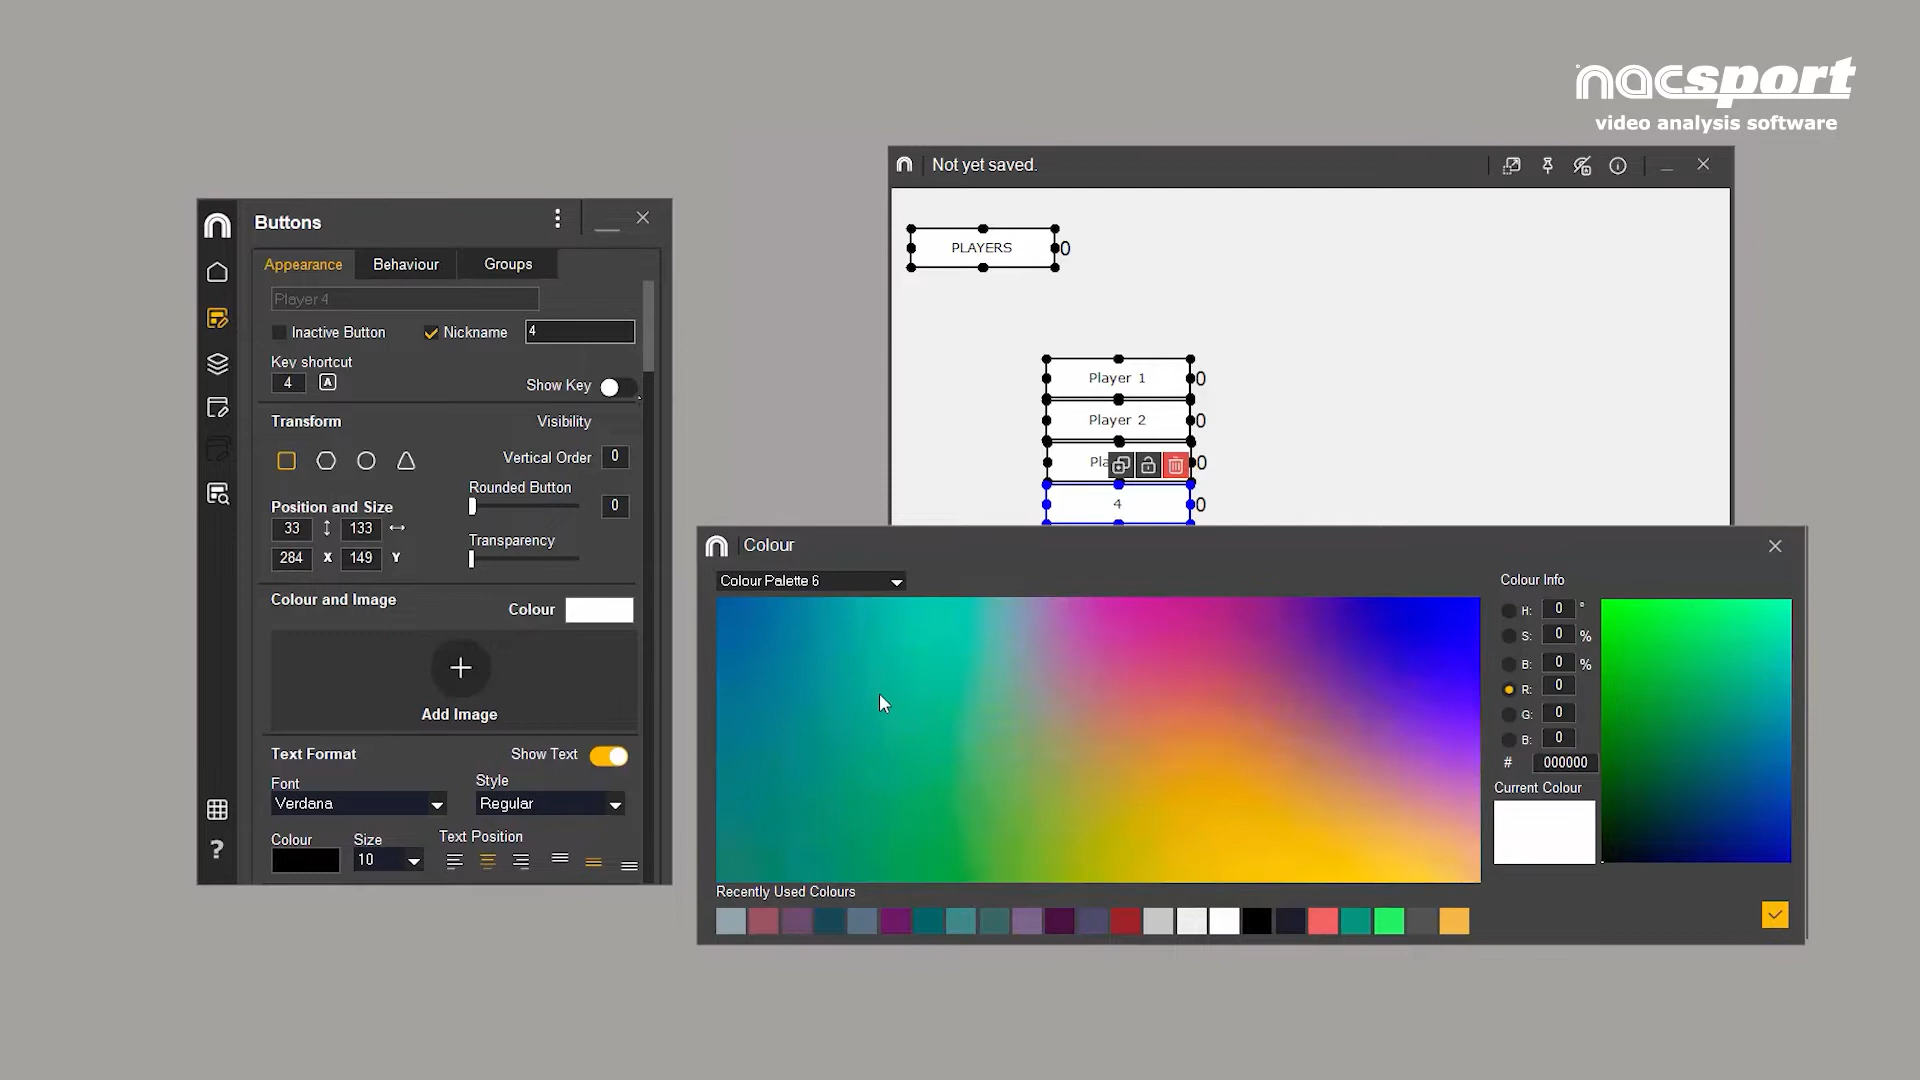 nacsport
video analysis software
Not yet saved.
PLAYERS
0
Player 1
0
Player 2
0
Pla
0
4
0
Buttons
Appearance
Behaviour
Groups
Player 4
Inactive Button
Nickname
4
Key shortcut
4
A
Show Key
Transform
Visibility
Vertical Order
0
Rounded Button
0
Position and Size
33
133
284
X
149
Y
Transparency
Colour and Image
Colour
Add Image
Text Format
Show Text
Font
Style
Verdana
Regular
Colour
Size
Text Position
10
?
Colour
Colour Palette 6
Recently Used Colours
Colour Info
H: 0 °
S: 0 %
B: 0 %
R: 0
G: 0
B: 0
# 000000
Current Colour